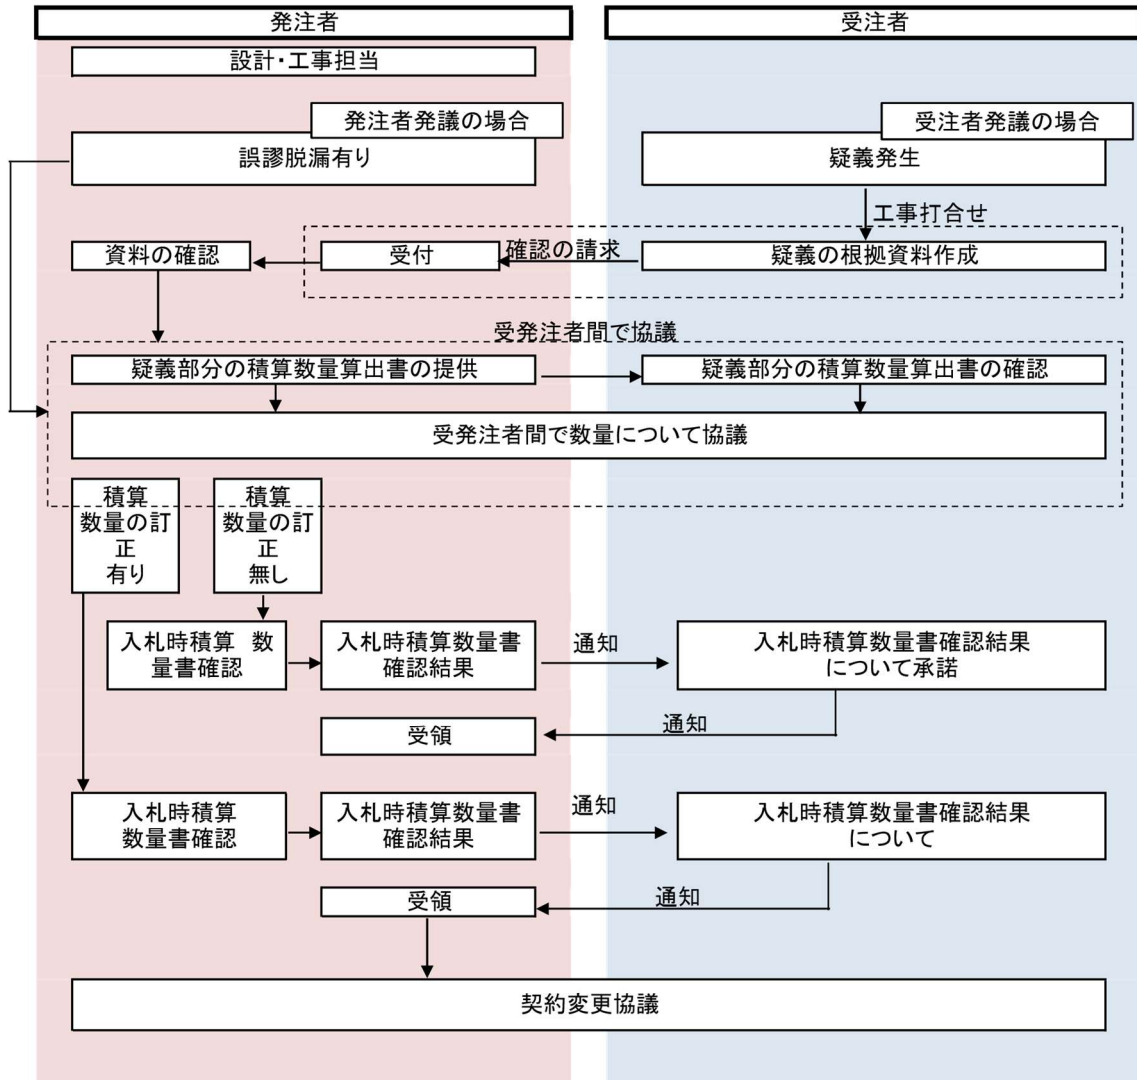 発注者
受注者
設計・工事担当
発注者発議の場合
受注者発議の場合
誤謬脱漏有り
疑義発生
工事打合せ
資料の確認
受付
確認の請求
疑義の根拠資料作成
受発注者間で協議
疑義部分の積算数量算出書の提供
疑義部分の積算数量算出書の確認
受発注者間で数量について協議
積算
数量の訂
正
有り
積算
数量の訂
正
無し
入札時積算 数
量書確認
入札時積算数量書
確認結果
通知
入札時積算数量書確認結果
について承諾
通知
受領
入札時積算
数量書確認
入札時積算数量書
確認結果
通知
入札時積算数量書確認結果
について
通知
受領
契約変更協議